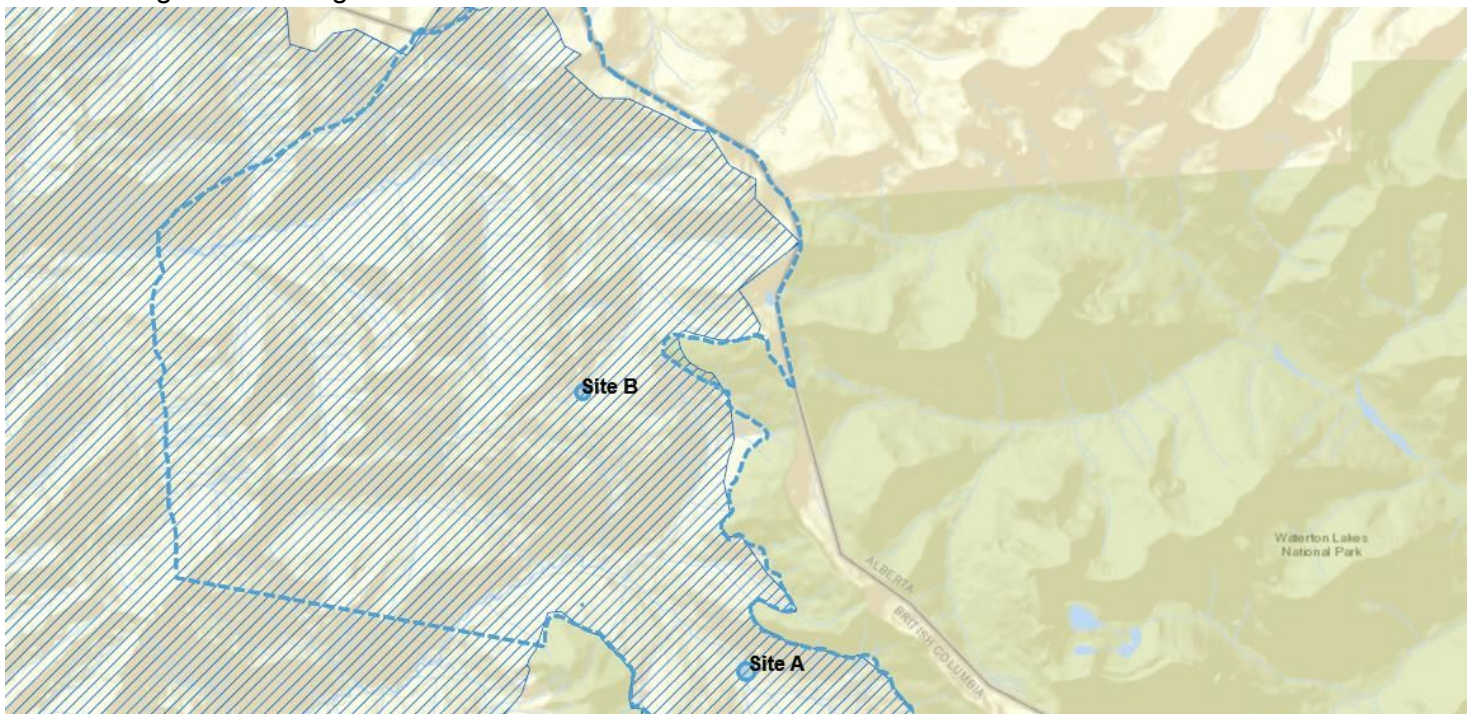 Site B
Waterton Lakes
National Park
ALBERTA
BRITISH COLUMBIA
Site A